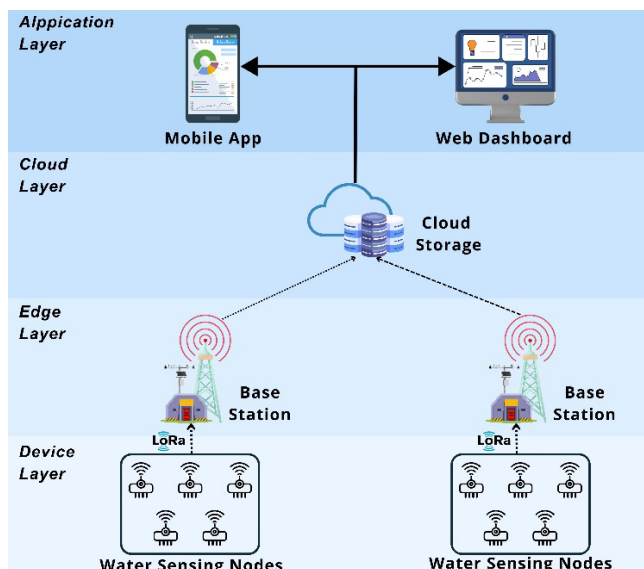 Alppication
Layer
Mobile App
Web Dashboard
Cloud
Layer
Cloud
Storage
Edge
Layer
Base
Station
Base
Station
LoRa
LoRa
Device
Layer
Water Sensing Nodes
Water Sensing Nodes